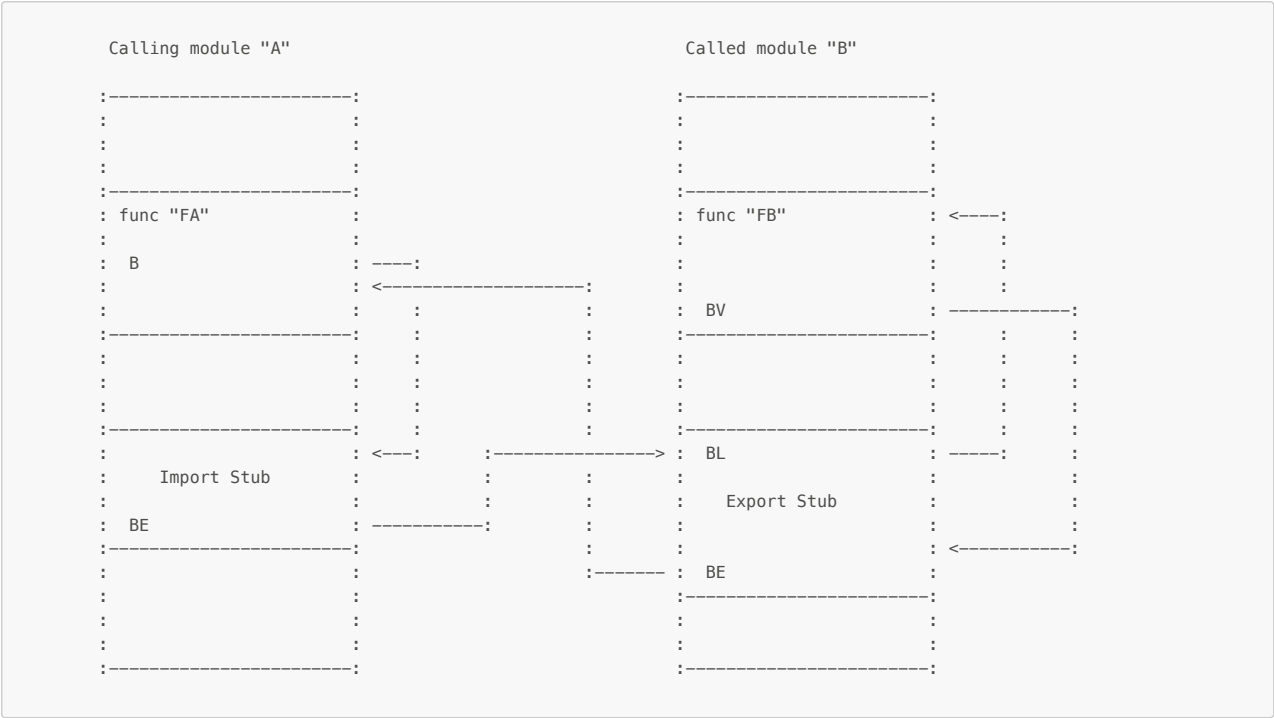 Calling module "A" Called module "B"
:------------------------: :------------------------:
: : : :
: : : :
: : : :
:------------------------: :------------------------:
: func "FA" : : func "FB" : <----:
: : : : :
: B : ----: : : :
: : <--------------------: : : :
: : : : : BV : ------------:
:------------------------: : : :------------------------: : :
: : : : : : : :
: : : : : : : :
: : : : : : : :
:------------------------: : : :------------------------: : :
: : <---: :----------------> : BL : -----: :
: Import Stub : : : : : :
: : : : : Export Stub : :
: BE : -----------: : : : :
:------------------------: : : : <-----------:
: : :------- : BE :
: : :------------------------:
: : : :
: : : :
:------------------------: :------------------------: